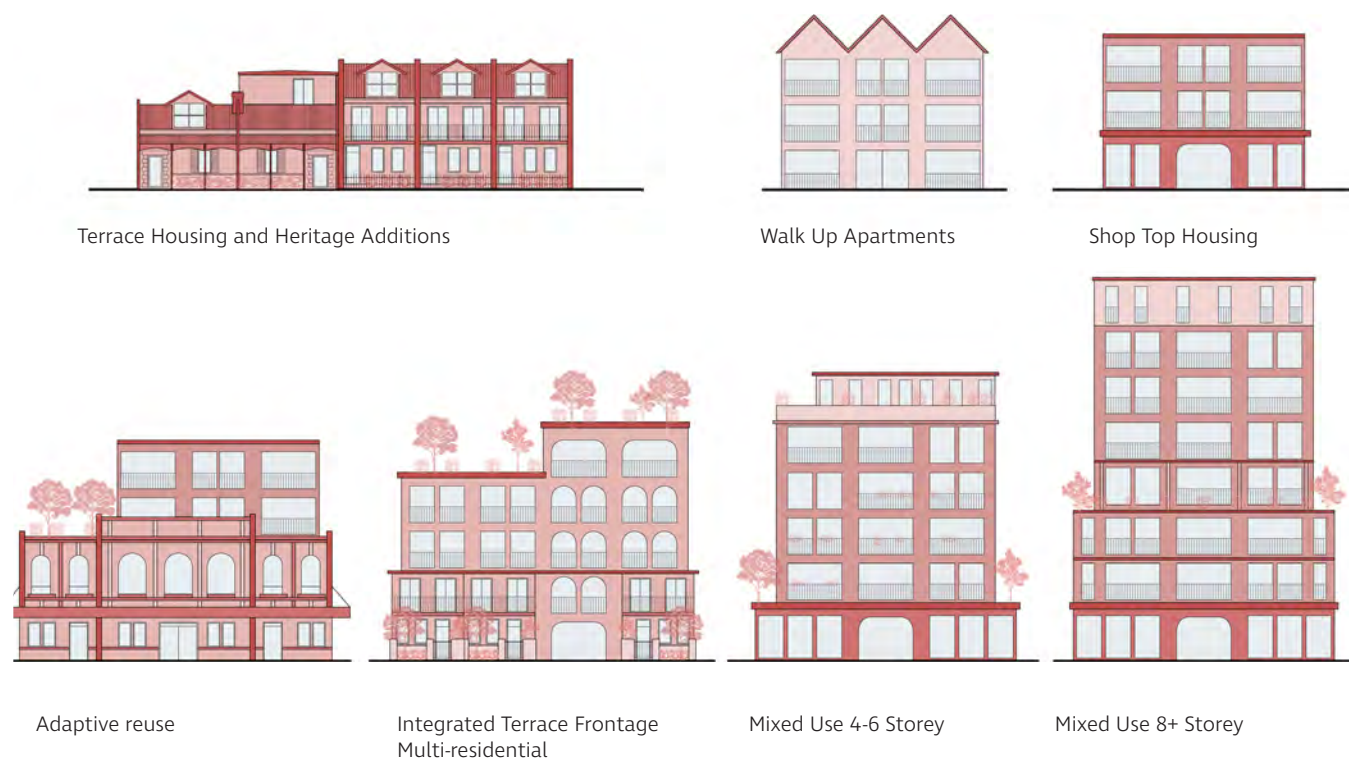 Terrace Housing and Heritage Additions
Walk Up Apartments
Shop Top Housing
Adaptive reuse
Integrated Terrace Frontage
Multi-residential
Mixed Use 4-6 Storey
Mixed Use 8+ Storey